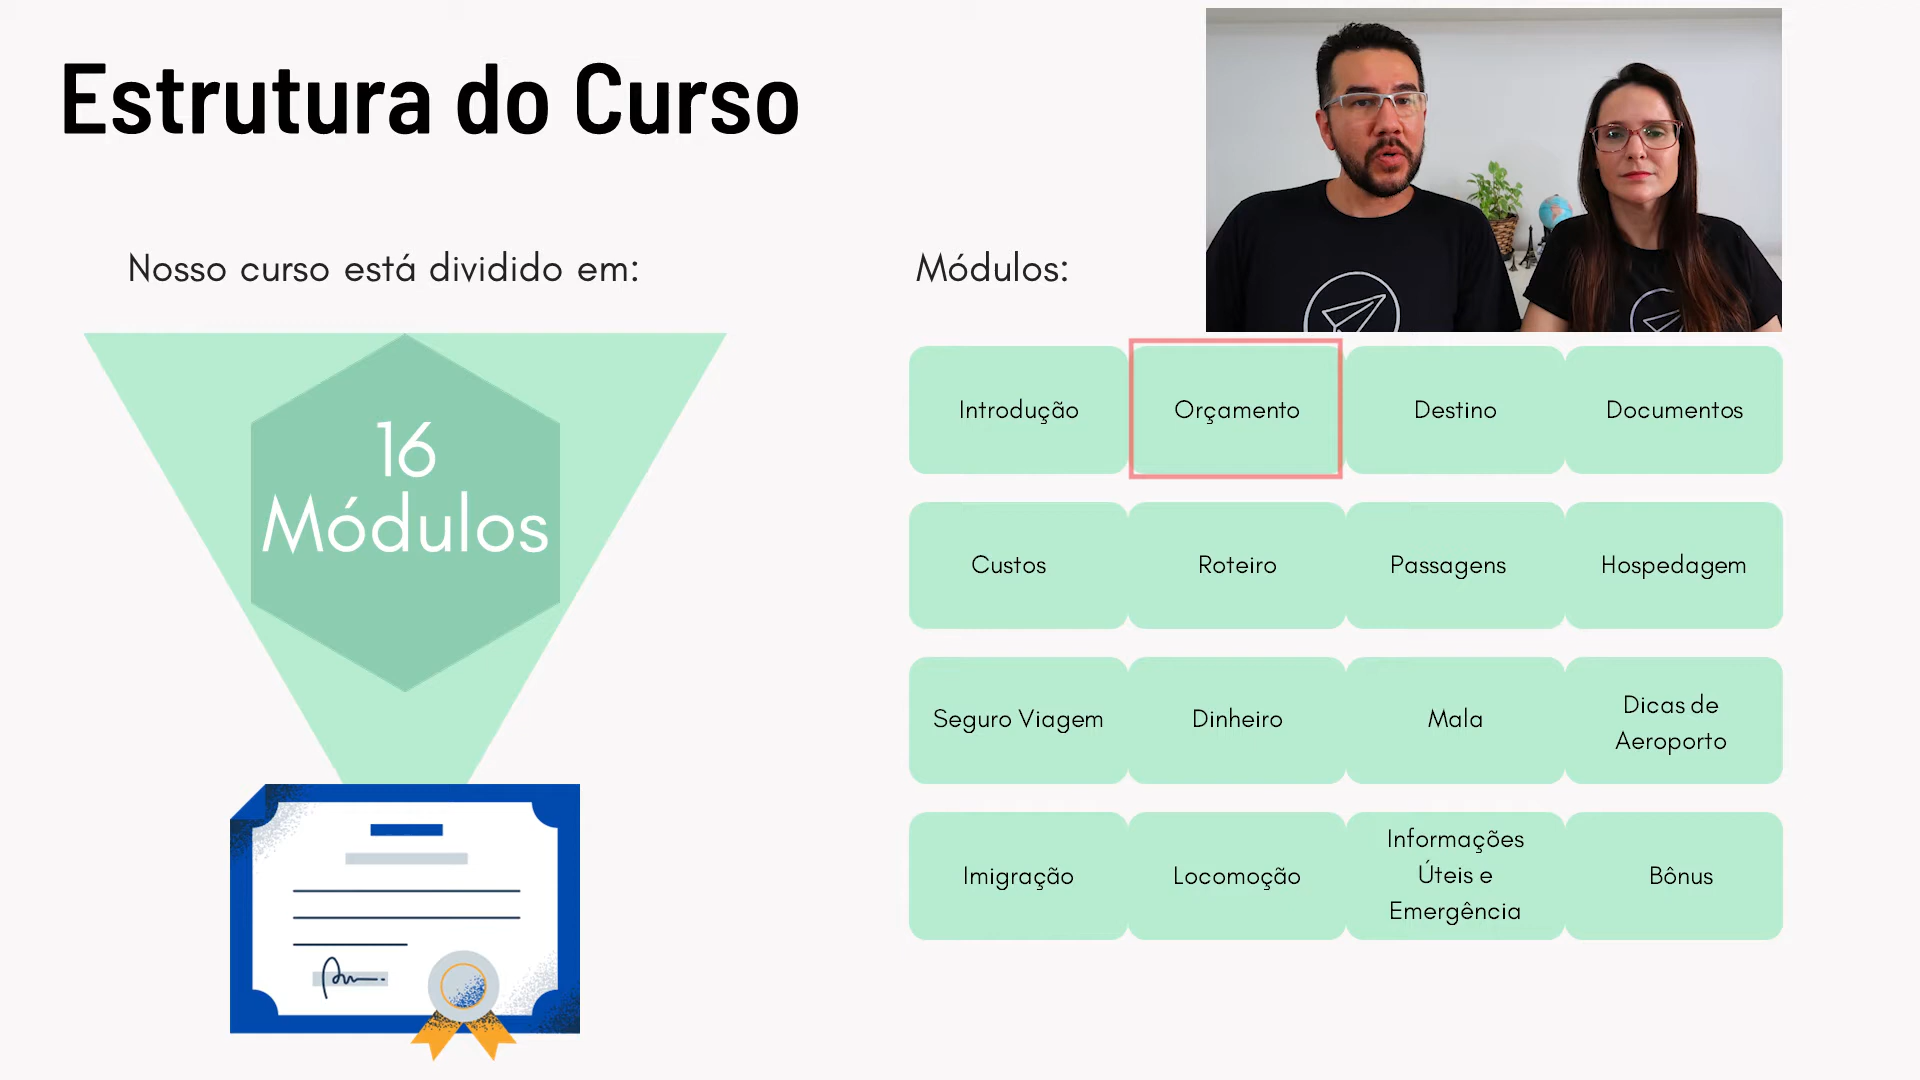 Estrutura do Curso
Nosso curso está dividido em:
16
Módulos
Módulos:
Introdução
Orçamento
Destino
Documentos
Custos
Roteiro
Passagens
Hospedagem
Seguro Viagem
Dinheiro
Mala
Dicas de
Aeroporto
Imigração
Locomoção
Informações
Úteis e
Emergência
Bônus